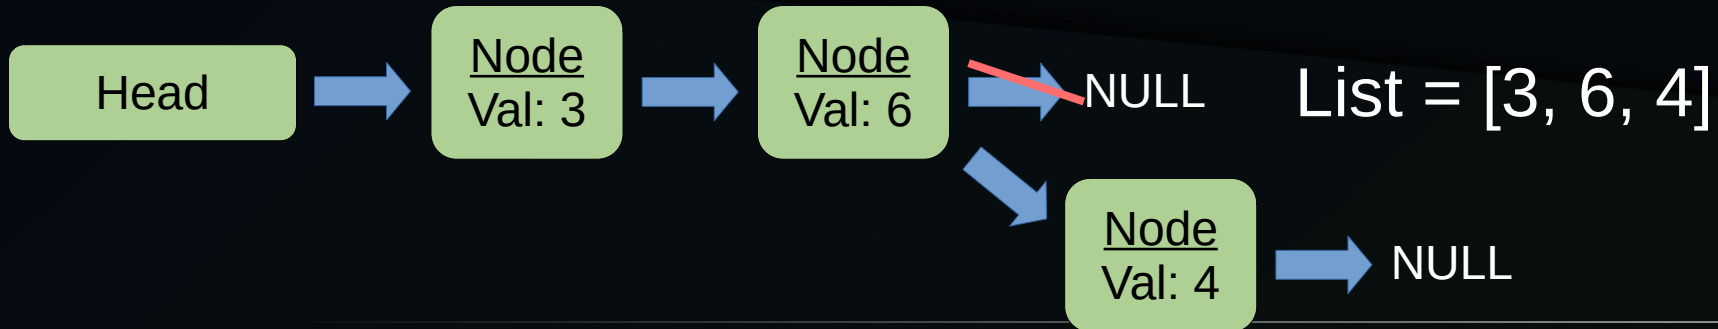 Head
Node
Val: 3
Node
Val: 6
NULL
List = [3, 6, 4]
Node
Val: 4
NULL